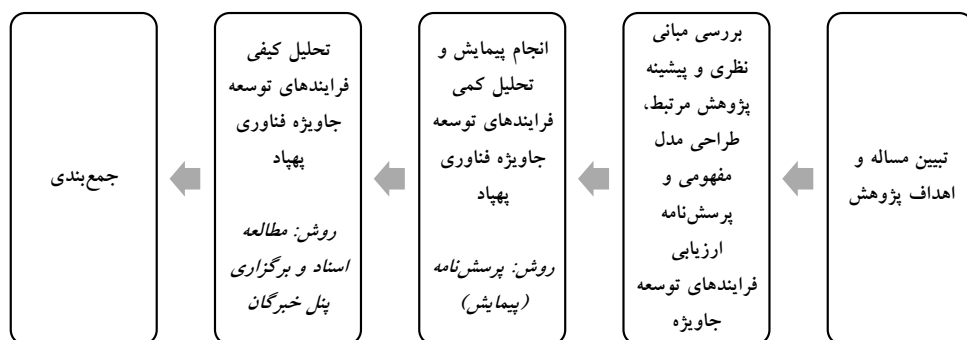 تبیین مساله و
اهداف پژوهش
بررسی مبانی
نظری و پیشینه
پژوهش مرتبط،
طراحی مدل
مفهومی و
پرسش‌نامه
ارزیابی
فرایندهای توسعه
جاویژه
انجام پیمایش و
تحلیل کمی
فرایندهای توسعه
جاویژه فناوری
پهپاد
روش: پرسش‌نامه
(پیمایش)
تحلیل کیفی
فرایندهای توسعه
جاویژه فناوری
پهپاد
روش: مطالعه
اسناد و برگزاری
پنل خبرگان
جمع‌بندی